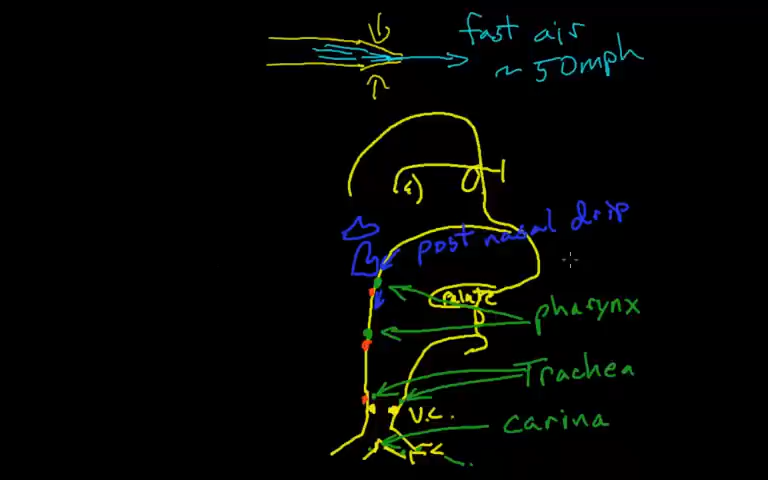 fast air
~ 50mph
post nasal drip
palate
pharynx
Trachea
V.C.
carina